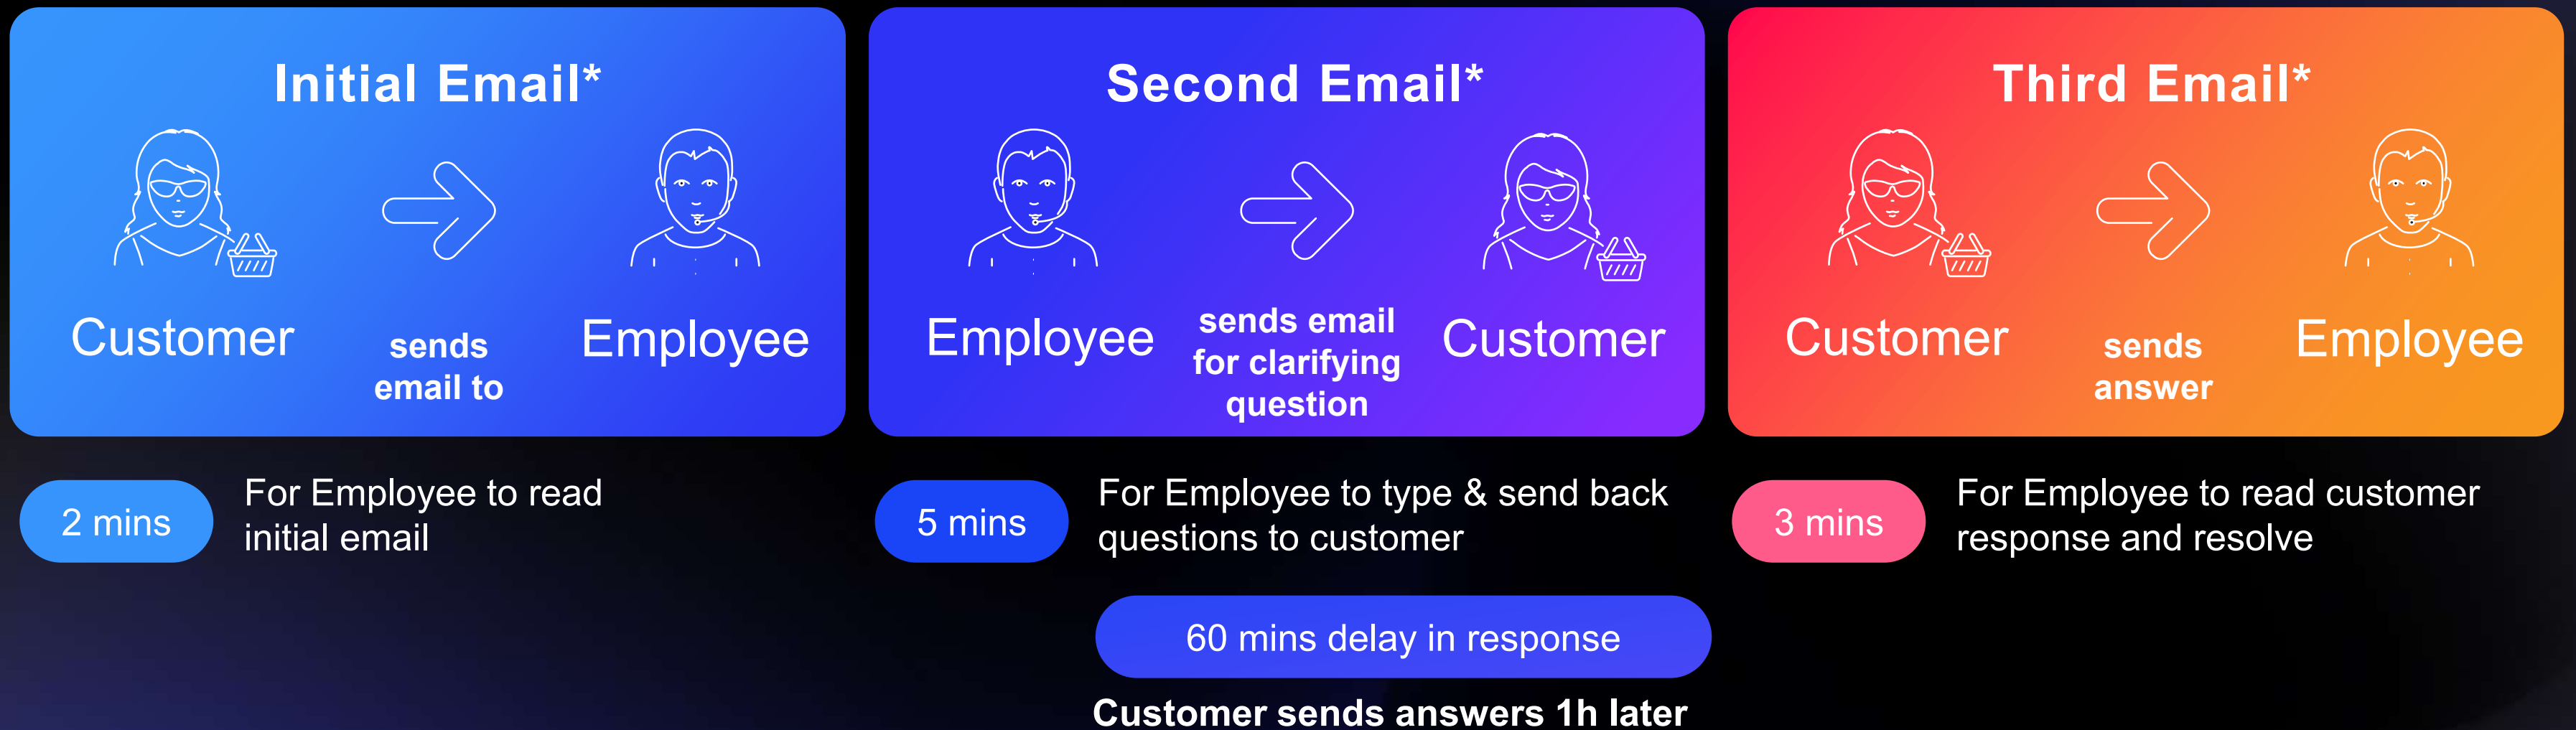 Initial Email*
Customer
sends
email to
Employee
2 mins
For Employee to read
initial email
Second Email*
Employee
sends email
for clarifying
question
Customer
5 mins
For Employee to type & send back
questions to customer
60 mins delay in response
Customer sends answers 1h later
Third Email*
Customer
sends
answer
Employee
3 mins
For Employee to read customer
response and resolve